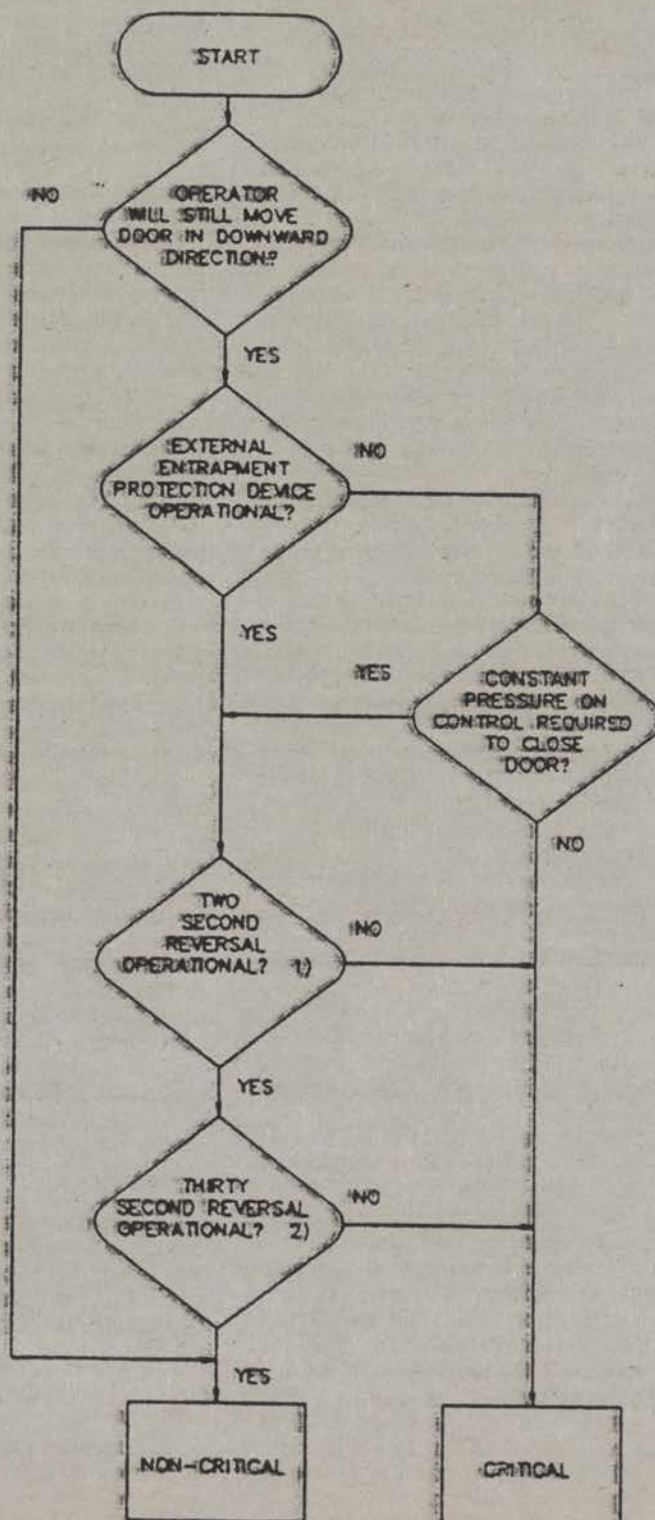 START
NO
OPERATOR
WILL STILL MOVE
DOOR IN DOWNWARD
DIRECTION?
YES
EXTERNAL
ENTRAPMENT
PROTECTION DEVICE
OPERATIONAL?
NO
YES
YES
CONSTANT
PRESSURE ON
CONTROL REQUIRED
TO CLOSE
DOOR?
NO
TWO
SECOND
REVERSAL
OPERATIONAL? 1)
NO
YES
THIRTY
SECOND REVERSAL
OPERATIONAL? 2)
NO
YES
NON-CRITICAL
CRITICAL